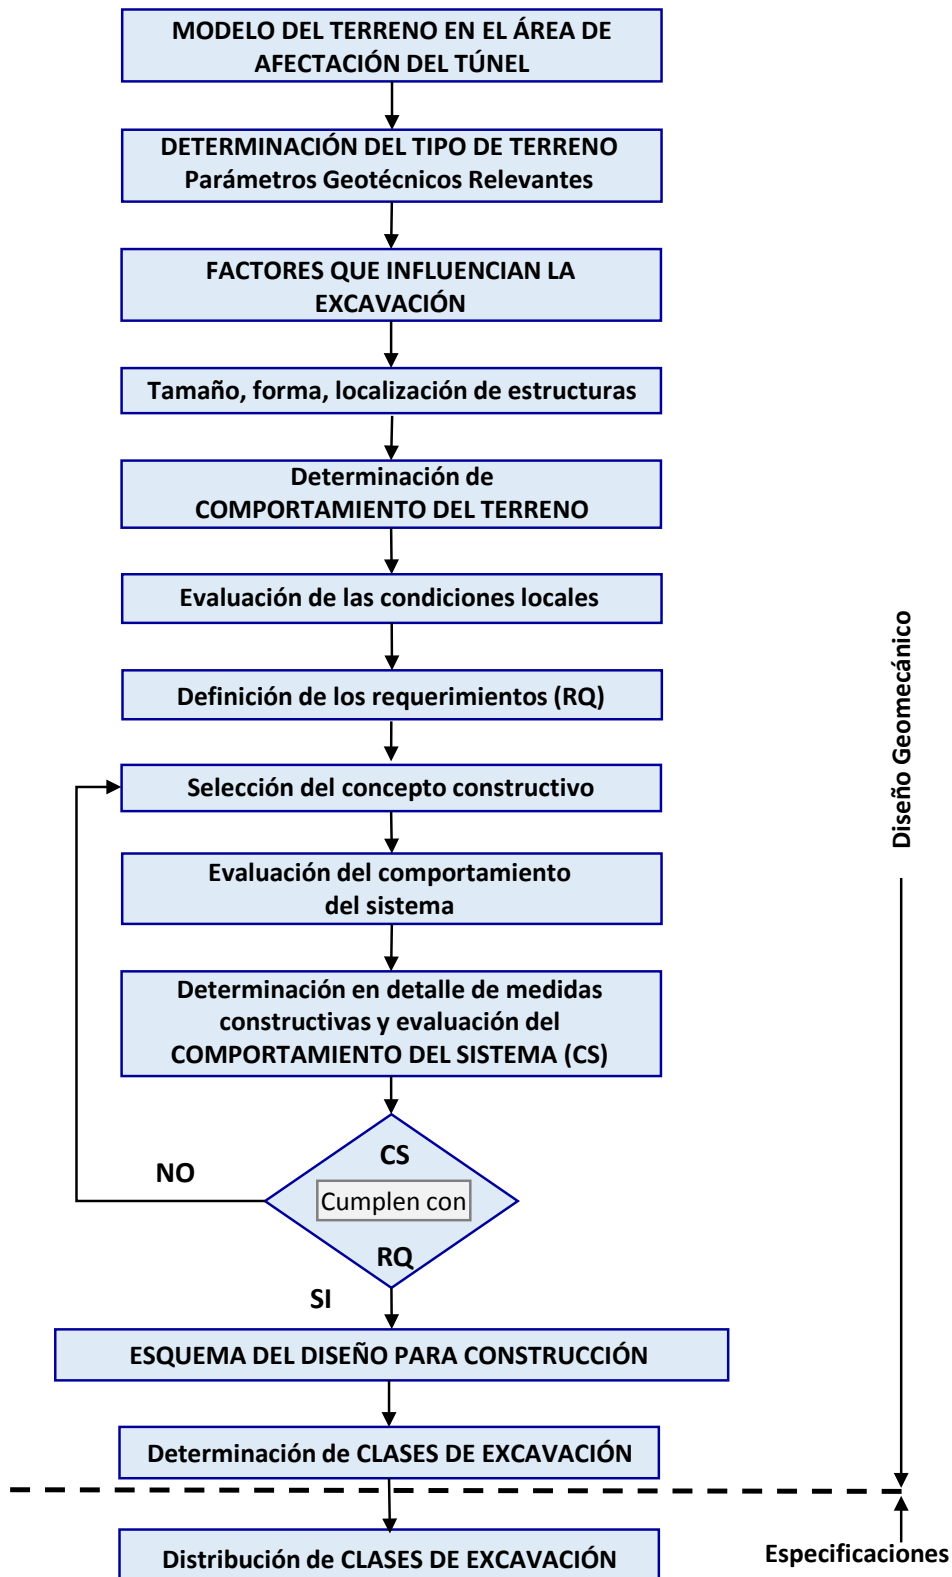 MODELO DEL TERRENO EN EL ÁREA DE
AFECTACIÓN DEL TÚNEL
DETERMINACIÓN DEL TIPO DE TERRENO
Parámetros Geotécnicos Relevantes
FACTORES QUE INFLUENCIAN LA
EXCAVACIÓN
Tamaño, forma, localización de estructuras
Determinación de
COMPORTAMIENTO DEL TERRENO
Evaluación de las condiciones locales
Definición de los requerimientos (RQ)
Selección del concepto constructivo
Evaluación del comportamiento
del sistema
Determinación en detalle de medidas
constructivas y evaluación del
COMPORTAMIENTO DEL SISTEMA (CS)
CS
NO
Cumplen con
RQ
SI
ESQUEMA DEL DISEÑO PARA CONSTRUCCIÓN
Determinación de CLASES DE EXCAVACIÓN
Distribución de CLASES DE EXCAVACIÓN
Diseño Geomecánico
Especificaciones